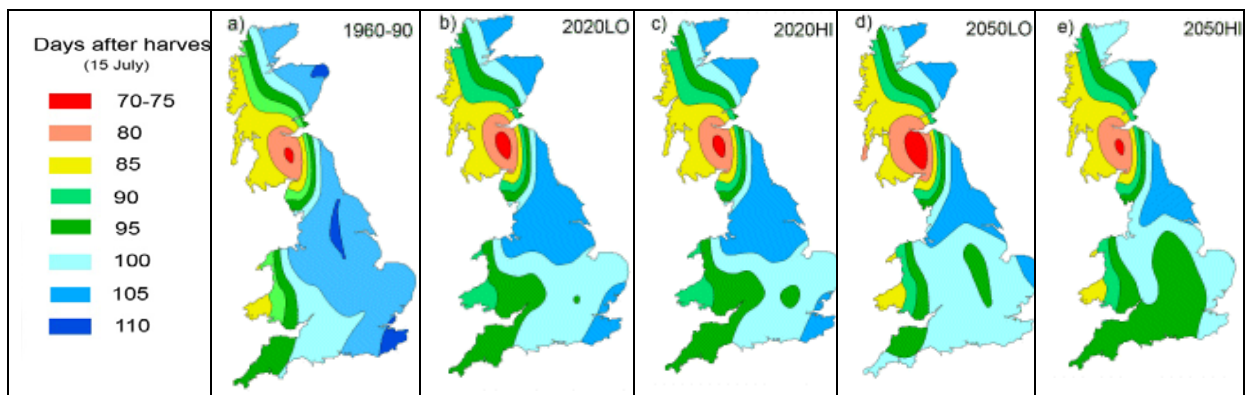 Days after harves
(15 July)
70-75
80
85
90
95
100
105
110
a)
1960-90
b)
2020LO
c)
2020HI
d)
2050LO
e)
2050HI